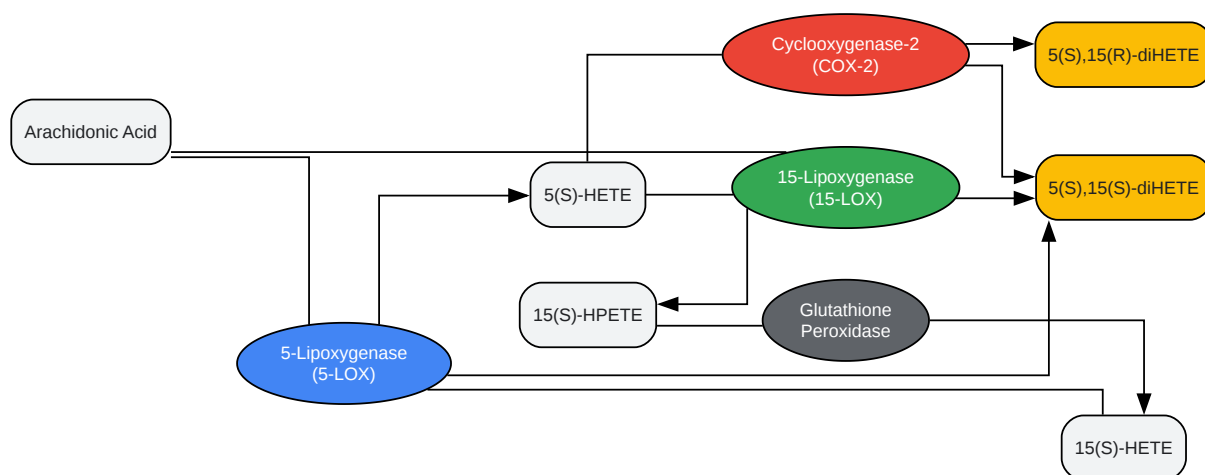 Cyclooxygenase-2
(COX-2)
5(S),15(R)-diHETE
Arachidonic Acid
5(S)-HETE
15-Lipoxygenase
(15-LOX)
5(S),15(S)-diHETE
15(S)-HPETE
Glutathione
Peroxidase
5-Lipoxygenase
(5-LOX)
15(S)-HETE